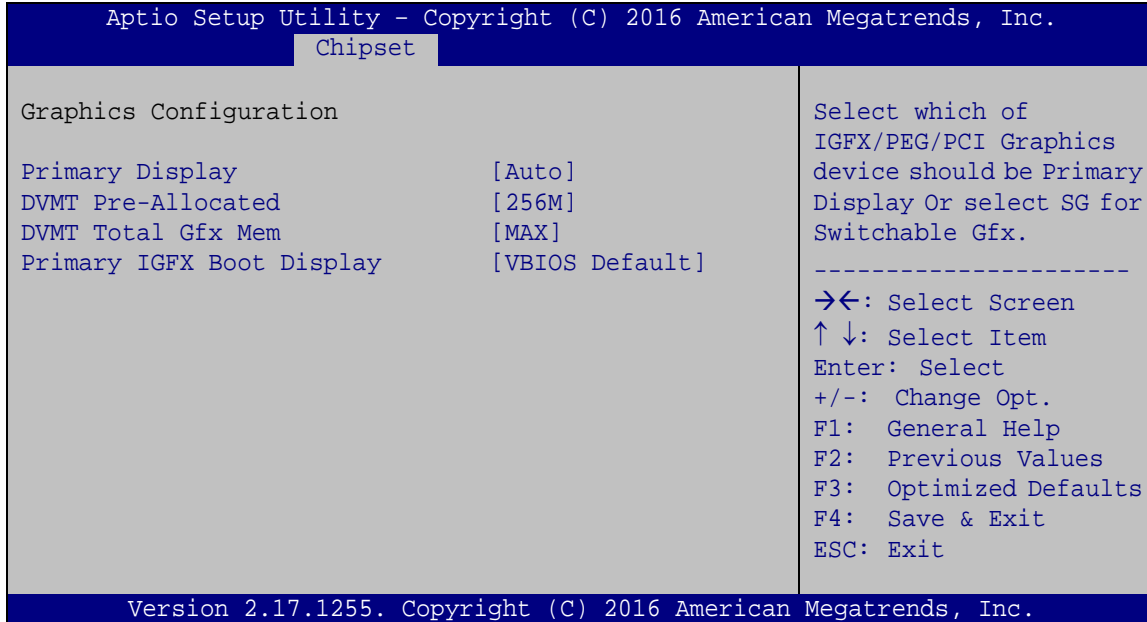 Aptio Setup Utility – Copyright (C) 2016 American Megatrends, Inc.
Chipset
Graphics Configuration
Primary Display [Auto]
DVMT Pre-Allocated [256M]
DVMT Total Gfx Mem [MAX]
Primary IGFX Boot Display [VBIOS Default]
Select which of
IGFX/PEG/PCI Graphics
device should be Primary
Display Or select SG for
Switchable Gfx.
----------------------
→←: Select Screen
↑ ↓: Select Item
Enter: Select
+/-: Change Opt.
F1: General Help
F2: Previous Values
F3: Optimized Defaults
F4: Save & Exit
ESC: Exit
Version 2.17.1255. Copyright (C) 2016 American Megatrends, Inc.